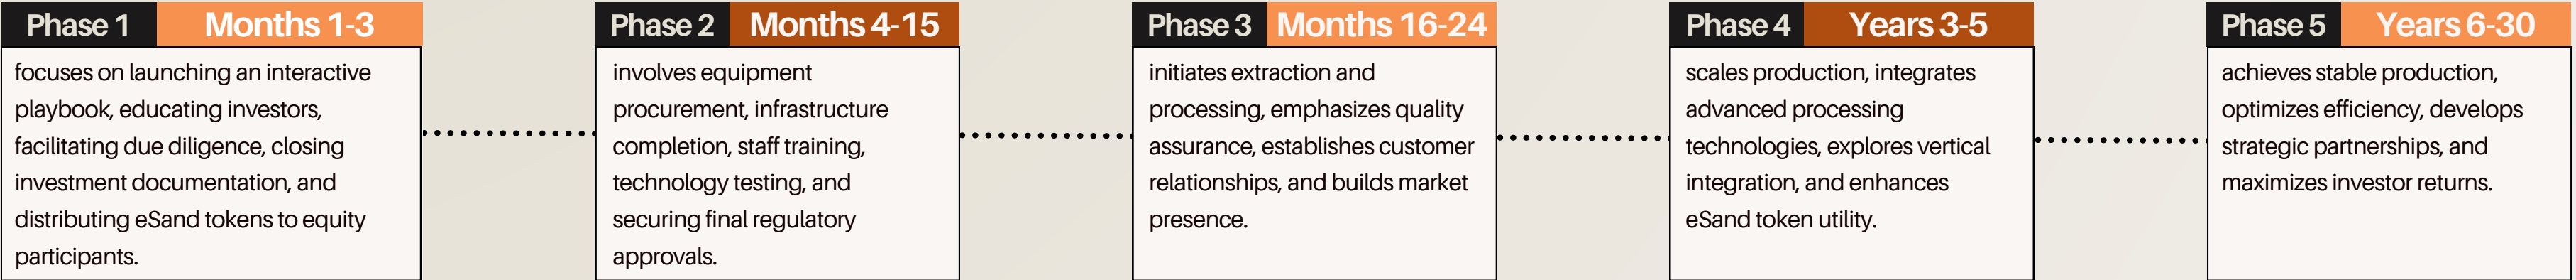 Phase 1 Months 1-3
focuses on launching an interactive
playbook, educating investors,
facilitating due diligence, closing
investment documentation, and
distributing eSand tokens to equity
participants.
Phase 2 Months 4-15
involves equipment
procurement, infrastructure
completion, staff training,
technology testing, and
securing final regulatory
approvals.
Phase 3 Months 16-24
initiates extraction and
processing, emphasizes quality
assurance, establishes customer
relationships, and builds market
presence.
Phase 4 Years 3-5
scales production, integrates
advanced processing
technologies, explores vertical
integration, and enhances
eSand token utility.
Phase 5 Years 6-30
achieves stable production,
optimizes efficiency, develops
strategic partnerships, and
maximizes investor returns.